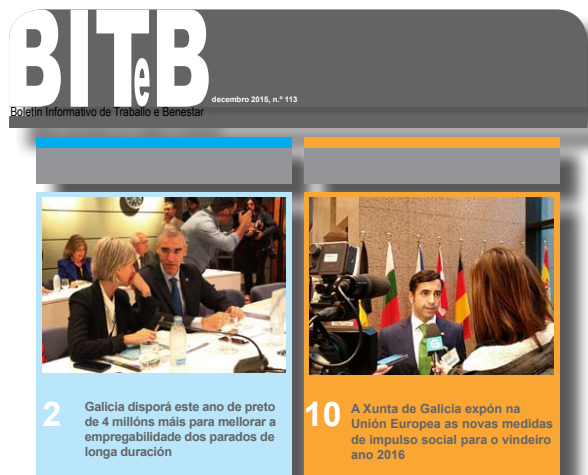 BITeB
decembro 2015, n.º 113
Boletín Informativo de Traballo e Benestar
2
Galicia disporá este ano de preto
de 4 millóns máis para mellorar a
empregabilidade dos parados de
longa duración
10
A Xunta de Galicia expón na
Unión Europea as novas medidas
de impulso social para o vindeiro
ano 2016
G